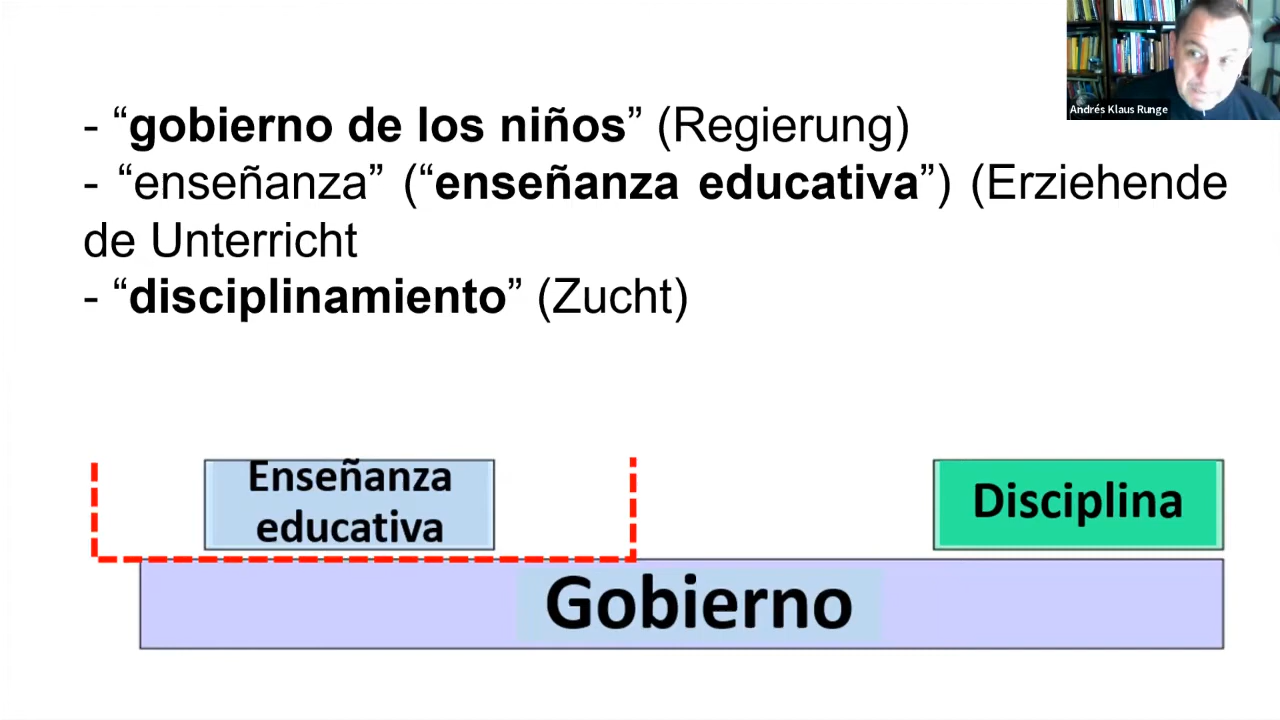 Andrés Klaus Runge
- “gobierno de los niños” (Regierung)
- “enseñanza” (“enseñanza educativa”) (Erziehende
de Unterricht
- “disciplinamiento” (Zucht)
Enseñanza
educativa
Disciplina
Gobierno